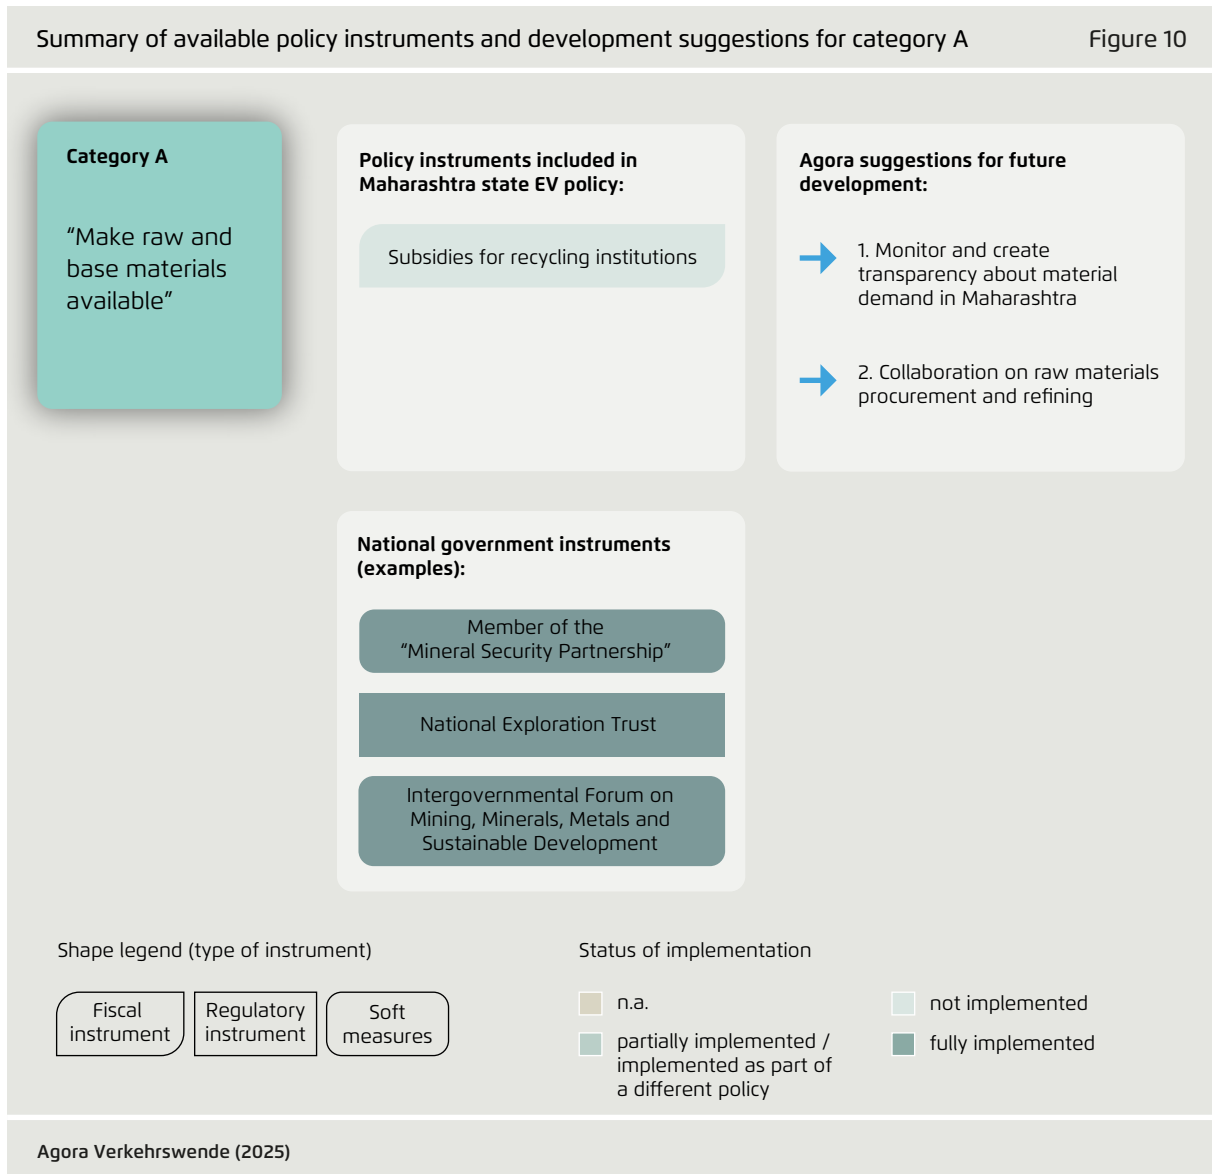 Summary of available policy instruments and development suggestions for category A
Figure 10
Category A
“Make raw and
base materials
available”
Policy instruments included in
Maharashtra state EV policy:
Subsidies for recycling institutions
Agora suggestions for future
development:
1. Monitor and create
transparency about material
demand in Maharashtra
2. Collaboration on raw materials
procurement and refining
National government instruments
(examples):
Member of the
“Mineral Security Partnership”
National Exploration Trust
Intergovernmental Forum on
Mining, Minerals, Metals and
Sustainable Development
Shape legend (type of instrument)
Fiscal
instrument
Regulatory
instrument
Soft
measures
Status of implementation
n.a.
partially implemented /
implemented as part of
a different policy
not implemented
fully implemented
Agora Verkehrswende (2025)